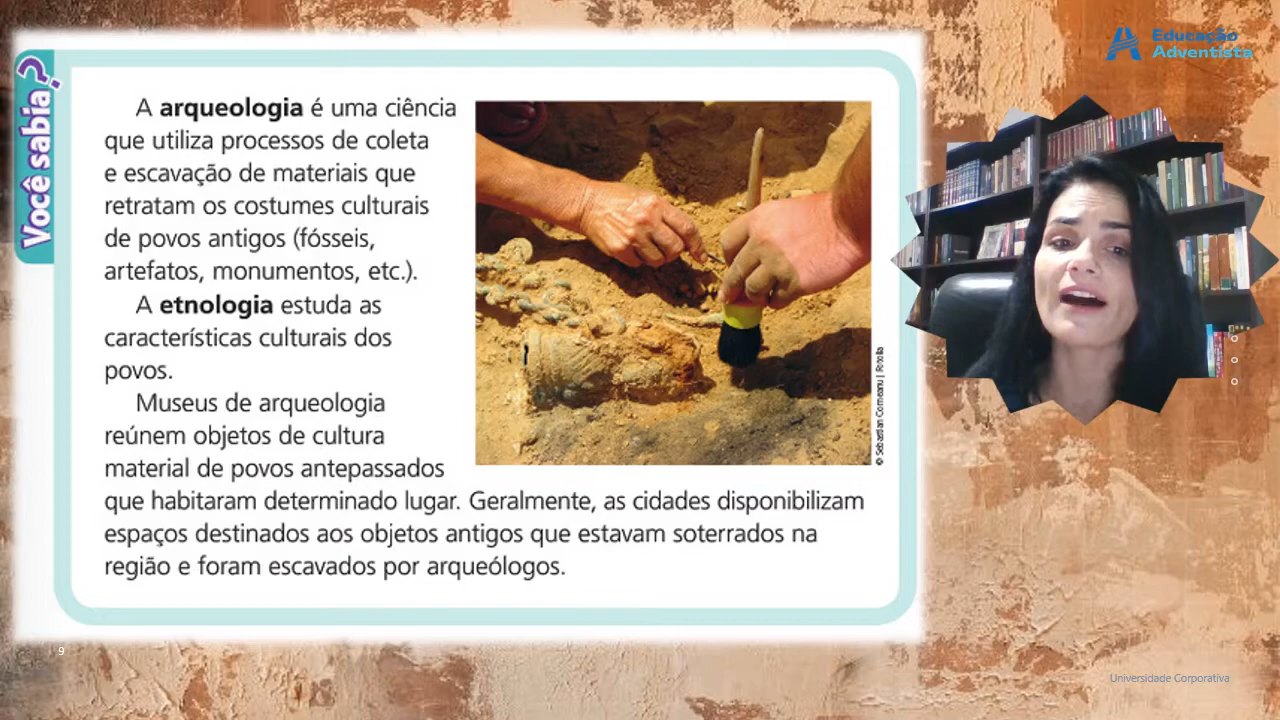 Você sabia?
A arqueologia é uma ciência
que utiliza processos de coleta
e escavação de materiais que
retratam os costumes culturais
de povos antigos (fósseis,
artefatos, monumentos, etc.).
A etnologia estuda as
características culturais dos
povos.
Museus de arqueologia
reúnem objetos de cultura
material de povos antepassados
que habitaram determinado lugar. Geralmente, as cidades disponibilizam
espaços destinados aos objetos antigos que estavam soterrados na
região e foram escavados por arqueólogos.
© Sebastian Corneanu | Fotolia
Educação
Adventista
9
Universidade Corporativa